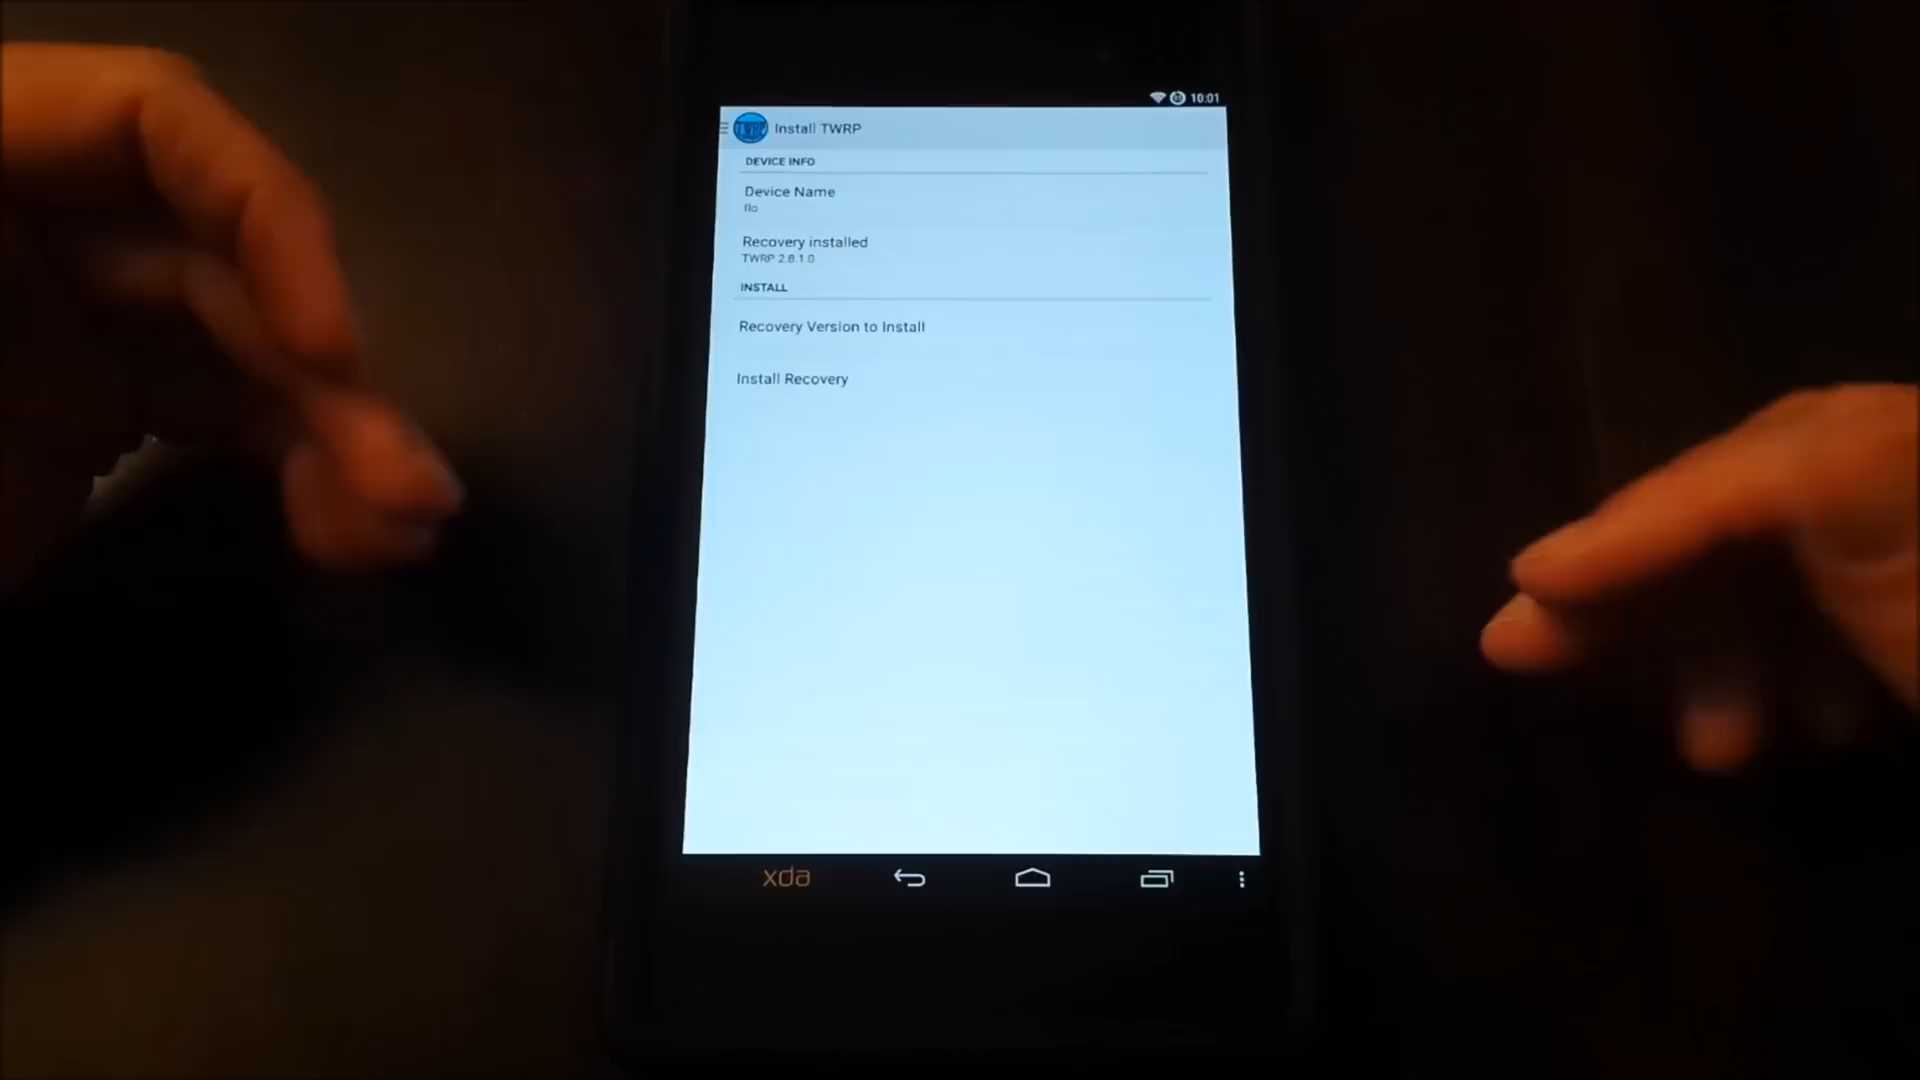 10:01
TWRP
Install TWRP
DEVICE INFO
Device Name
flo
Recovery installed
TWRP 2.8.1.0
INSTALL
Recovery Version to Install
Install Recovery
xda